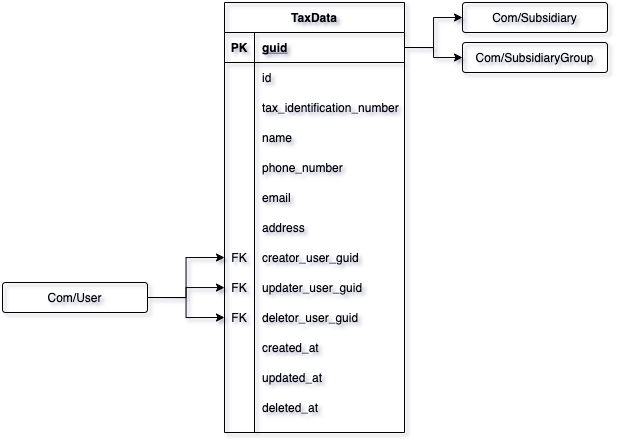 TaxData
Com/Subsidiary
PK guid
Com/SubsidiaryGroup
id
tax_identification_number
name
phone_number
email
address
FK creator_user_guid
Com/User
FK updater_user_guid
FK deletor_user_guid
created_at
updated_at
deleted_at